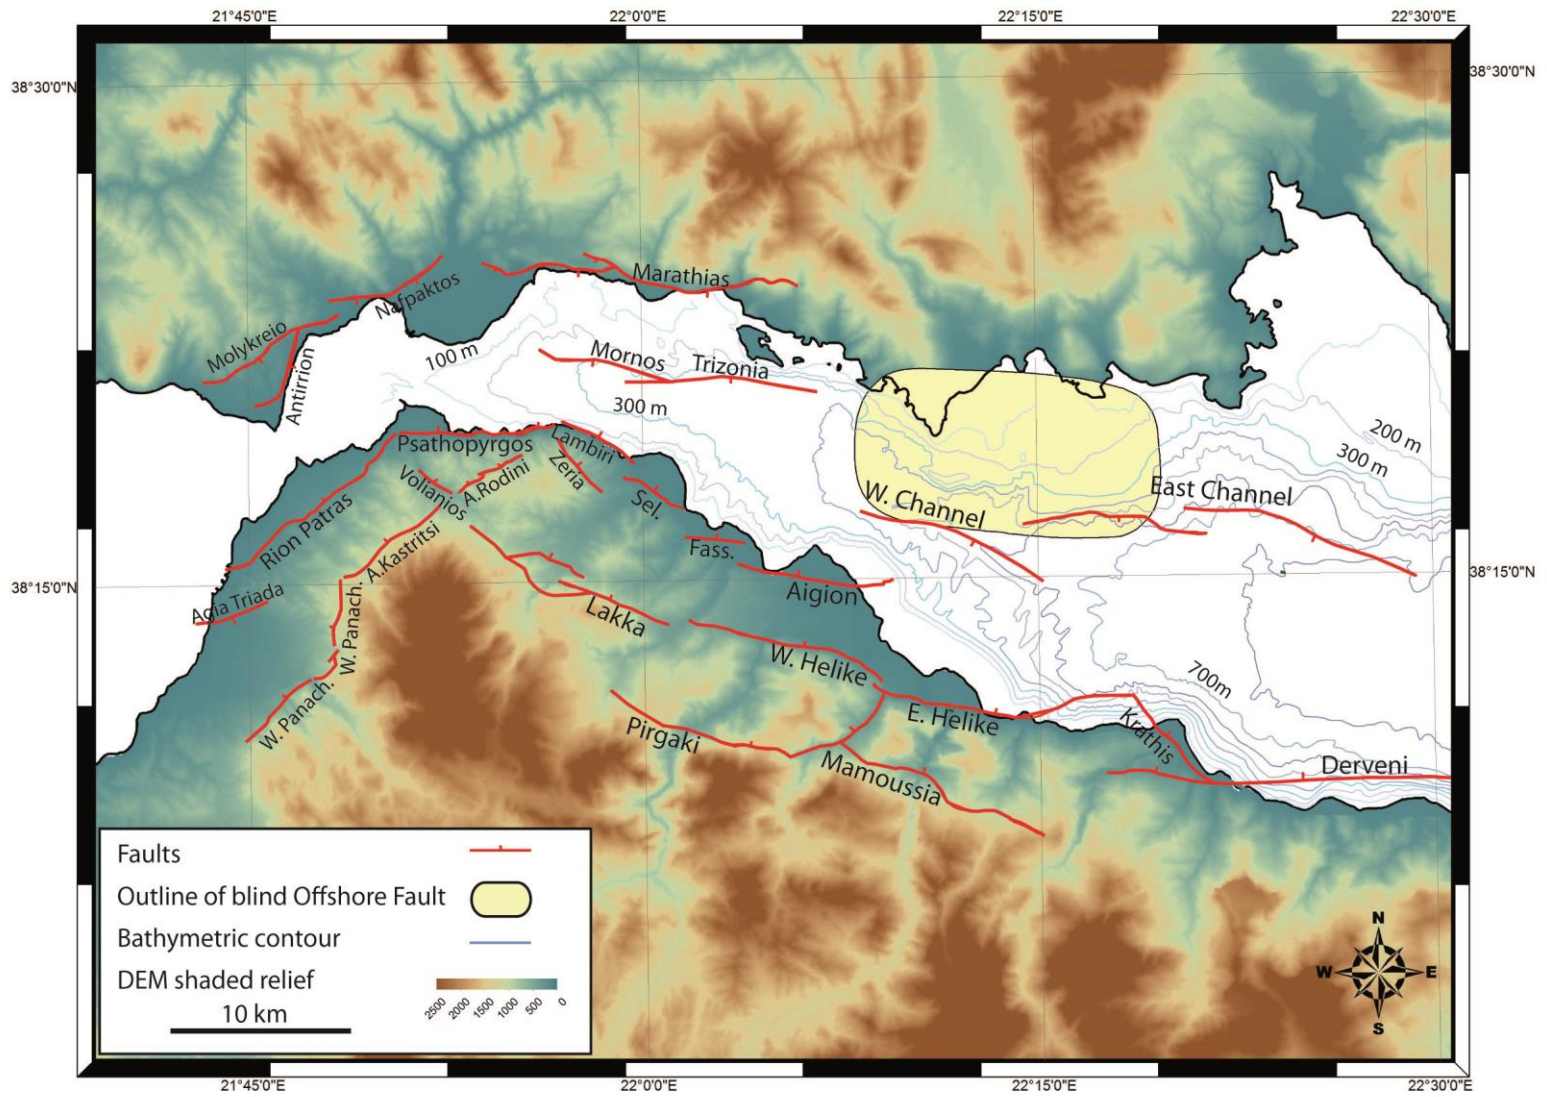 21°45'0"E
22°0'0"E
22°15'0"E
22°30'0"E
38°30'0"N
38°30'0"N
Marathias
Nafpaktos
Molykreio
Antirrion
100 m
Mornos
Trizonia
300 m
200 m
300 m
Psathopyrgos
Lambiri
Zeria
A.Rodini
Volianios
Sel.
W. Channel
East Channel
Rion Patras
A.Kastritsi
Fass.
38°15'0"N
38°15'0"N
Agia Triada
Aigion
Lakka
W. Panach.
W. Helike
700m
W. Panach.
Pirgaki
E. Helike
Krathis
Mamoussia
Derveni
Faults
Outline of blind Offshore Fault
Bathymetric contour
DEM shaded relief
2500 2000 1500 1000 500 0
10 km
N
W E
S
21°45'0"E
22°0'0"E
22°15'0"E
22°30'0"E